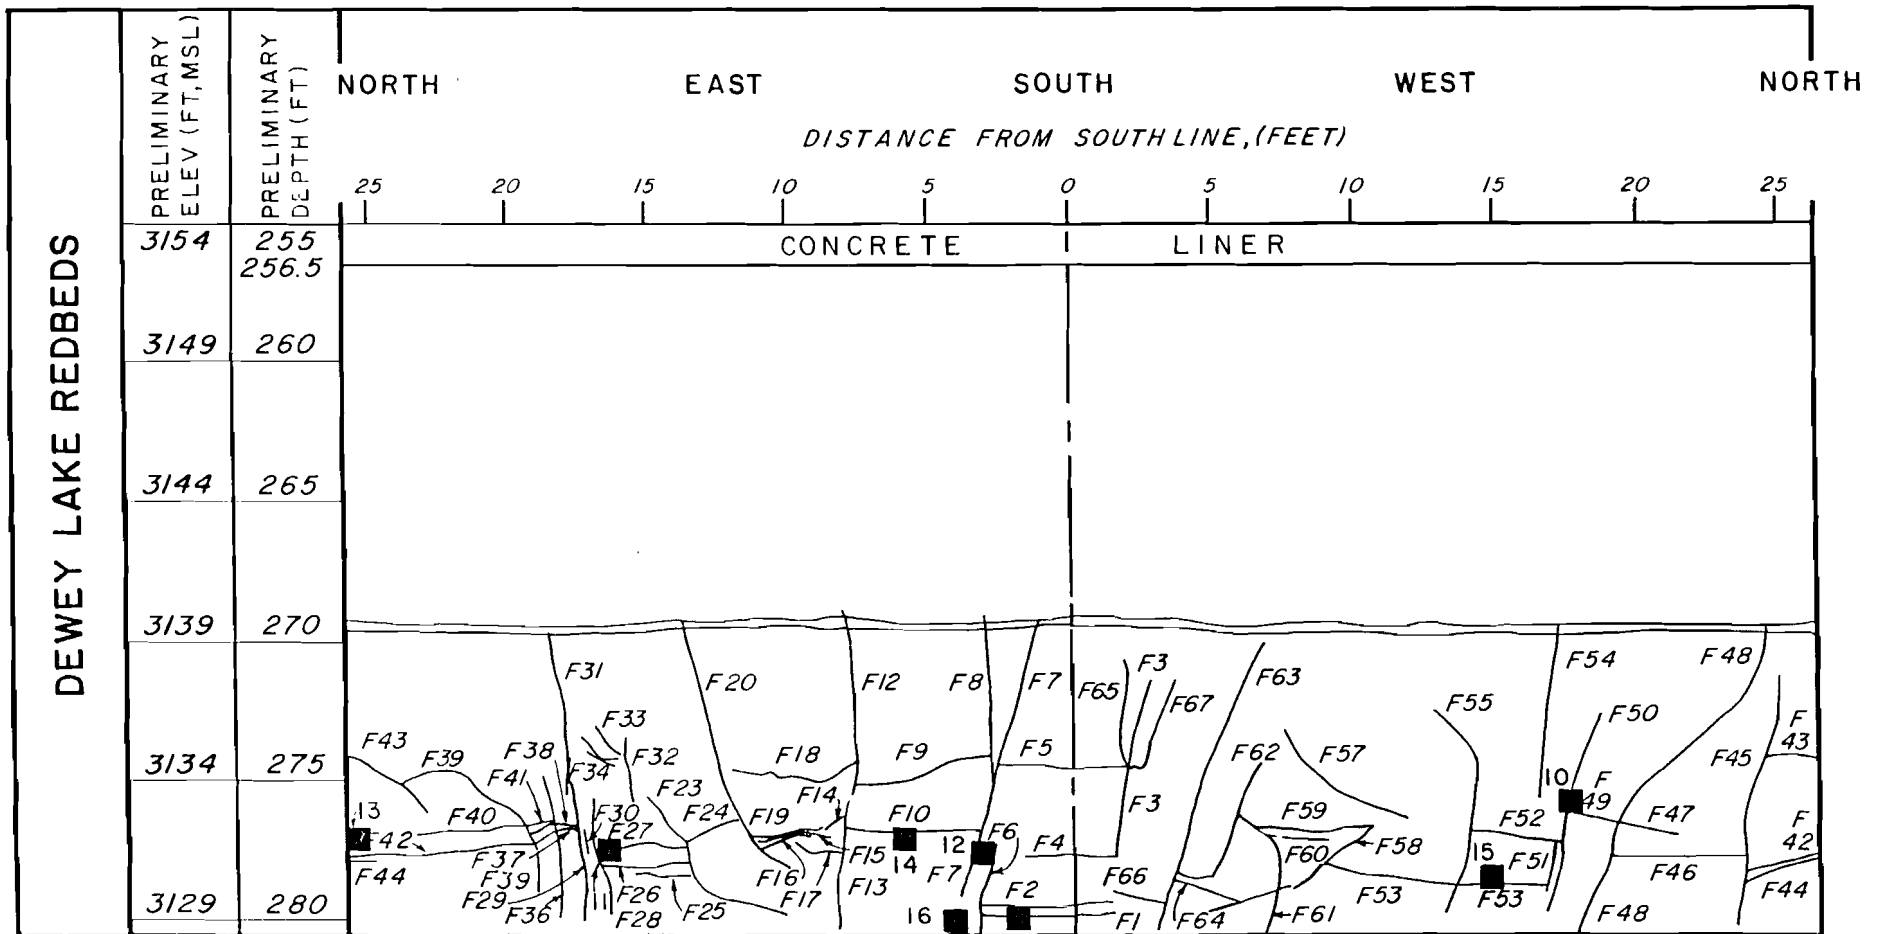 DEWEY LAKE REDBEDS
PRELIMINARY
ELEV (FT, MSL)
PRELIMINARY
DEPTH (FT)
NORTH EAST SOUTH WEST NORTH
DISTANCE FROM SOUTH LINE, (FEET)
25 20 15 10 5 0 5 10 15 20 25
3154 255 CONCRETE LINER
256.5
3149 260
3144 265
3139 270
3134 275
3129 280
F31 F20 F12 F8 F7 F65 F3 F67 F63 F54 F48
F33 F55 F50 F
43
F43 F39 F38 F32 F18 F9 F5 F62 F57 F45
F41 F34 F23 F14 10 F
49
13 F40 F30 F24 F19 F10 F3 F59 F52 F47 F
42
F42 F27 F6 F4 F58
F37 F15 14 12 F60 15 F51
F44 F39 F16 F13 F7 F66 F53 F46
F29 F26 F17 F2 F53 F44
F36 11 F28 F25 16 F1 F64 F61 F48